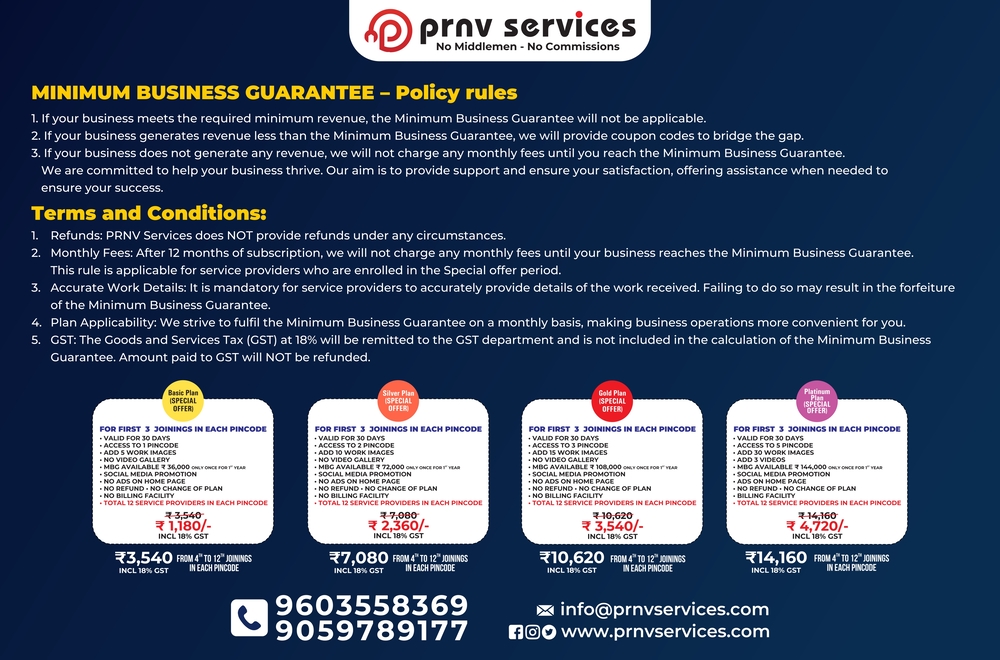 prnv services
No Middlemen - No Commissions
MINIMUM BUSINESS GUARANTEE – Policy rules
1. If your business meets the required minimum revenue, the Minimum Business Guarantee will not be applicable.
2. If your business generates revenue less than the Minimum Business Guarantee, we will provide coupon codes to bridge the gap.
3. If your business does not generate any revenue, we will not charge any monthly fees until you reach the Minimum Business Guarantee.
We are committed to help your business thrive. Our aim is to provide support and ensure your satisfaction, offering assistance when needed to
ensure your success.
Terms and Conditions:
1. Refunds: PRNV Services does NOT provide refunds under any circumstances.
2. Monthly Fees: After 12 months of subscription, we will not charge any monthly fees until your business reaches the Minimum Business Guarantee.
This rule is applicable for service providers who are enrolled in the Special offer period.
3. Accurate Work Details: It is mandatory for service providers to accurately provide details of the work received. Failing to do so may result in the forfeiture
of the Minimum Business Guarantee.
4. Plan Applicability: We strive to fulfil the Minimum Business Guarantee on a monthly basis, making business operations more convenient for you.
5. GST: The Goods and Services Tax (GST) at 18% will be remitted to the GST department and is not included in the calculation of the Minimum Business
Guarantee. Amount paid to GST will NOT be refunded.
Basic Plan
(SPECIAL
OFFER)
FOR FIRST 3 JOININGS IN EACH PINCODE
• VALID FOR 30 DAYS
• ACCESS TO 1 PINCODE
• ADD 5 WORK IMAGES
• NO VIDEO GALLERY
• MBG AVAILABLE ₹ 36,000 ONLY ONCE FOR 1ST YEAR
• SOCIAL MEDIA PROMOTION
• NO ADS ON HOME PAGE
• NO REFUND • NO CHANGE OF PLAN
• NO BILLING FACILITY
• TOTAL 12 SERVICE PROVIDERS IN EACH PINCODE
₹ 3,540
₹ 1,180/-
INCL 18% GST
₹3,540 FROM 4TH TO 12TH JOININGS
INCL 18% GST IN EACH PINCODE
Silver Plan
(SPECIAL
OFFER)
FOR FIRST 3 JOININGS IN EACH PINCODE
• VALID FOR 30 DAYS
• ACCESS TO 2 PINCODE
• ADD 10 WORK IMAGES
• NO VIDEO GALLERY
• MBG AVAILABLE ₹ 72,000 ONLY ONCE FOR 1ST YEAR
• SOCIAL MEDIA PROMOTION
• NO ADS ON HOME PAGE
• NO REFUND • NO CHANGE OF PLAN
• NO BILLING FACILITY
• TOTAL 12 SERVICE PROVIDERS IN EACH PINCODE
₹ 7,080
₹ 2,360/-
INCL 18% GST
₹7,080 FROM 4TH TO 12TH JOININGS
INCL 18% GST IN EACH PINCODE
Gold Plan
(SPECIAL
OFFER)
FOR FIRST 3 JOININGS IN EACH PINCODE
• VALID FOR 30 DAYS
• ACCESS TO 3 PINCODE
• ADD 15 WORK IMAGES
• NO VIDEO GALLERY
• MBG AVAILABLE ₹ 108,000 ONLY ONCE FOR 1ST YEAR
• SOCIAL MEDIA PROMOTION
• NO ADS ON HOME PAGE
• NO REFUND • NO CHANGE OF PLAN
• NO BILLING FACILITY
• TOTAL 12 SERVICE PROVIDERS IN EACH PINCODE
₹ 10,620
₹ 3,540/-
INCL 18% GST
₹10,620 FROM 4TH TO 12TH JOININGS
INCL 18% GST IN EACH PINCODE
Platinum
Plan
(SPECIAL
OFFER)
FOR FIRST 3 JOININGS IN EACH PINCODE
• VALID FOR 30 DAYS
• ACCESS TO 5 PINCODE
• ADD 30 WORK IMAGES
• ADD 3 VIDEOS
• MBG AVAILABLE ₹ 144,000 ONLY ONCE FOR 1ST YEAR
• SOCIAL MEDIA PROMOTION
• ADS ON HOME PAGE
• NO REFUND • NO CHANGE OF PLAN
• BILLING FACILITY
• TOTAL 12 SERVICE PROVIDERS IN EACH PINCODE
₹ 14,160
₹ 4,720/-
INCL 18% GST
₹14,160 FROM 4TH TO 12TH JOININGS
INCL 18% GST IN EACH PINCODE
9603558369
9059789177
info@prnvservices.com
www.prnvservices.com